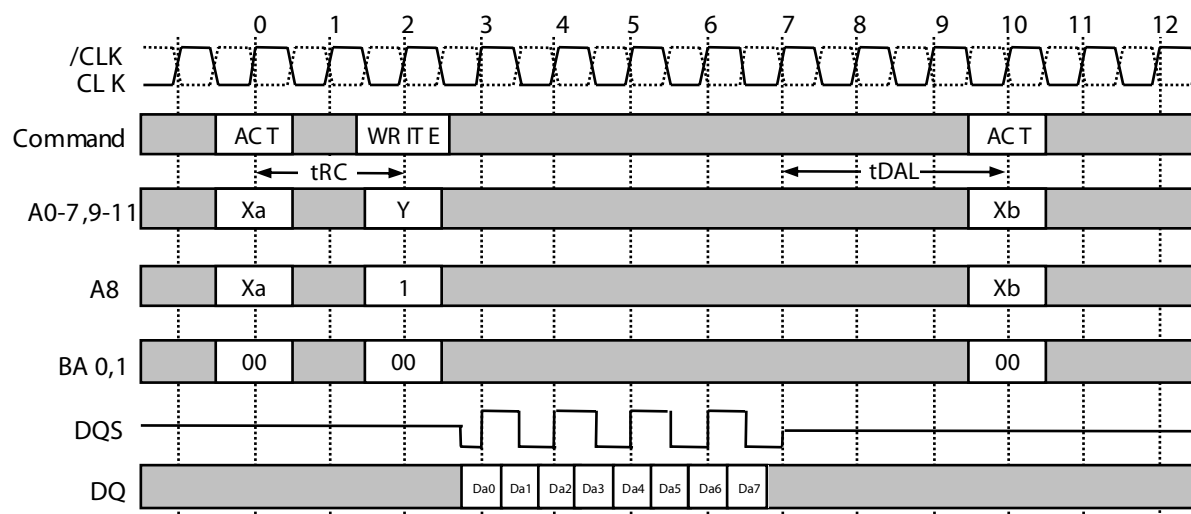 0 1 2 3 4 5 6 7 8 9 10 11 12
/CLK
CL K
Command AC T WR IT E AC T
tRC tDAL
A0-7,9-11 Xa Y Xb
A8 Xa 1 Xb
BA 0,1 00 00 00
DQS
DQ Da0 Da1 Da2 Da3 Da4 Da5 Da6 Da7